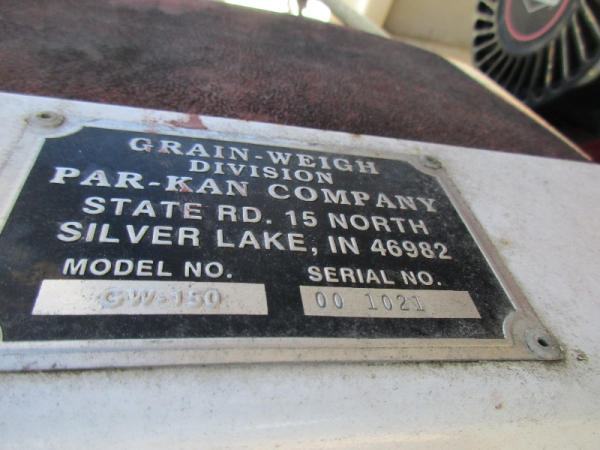 GRAIN-WEIGH
DIVISION
PAR-KAN COMPANY
STATE RD. 15 NORTH
SILVER LAKE, IN 46982
MODEL NO. SERIAL NO.
GW-150 00 1021